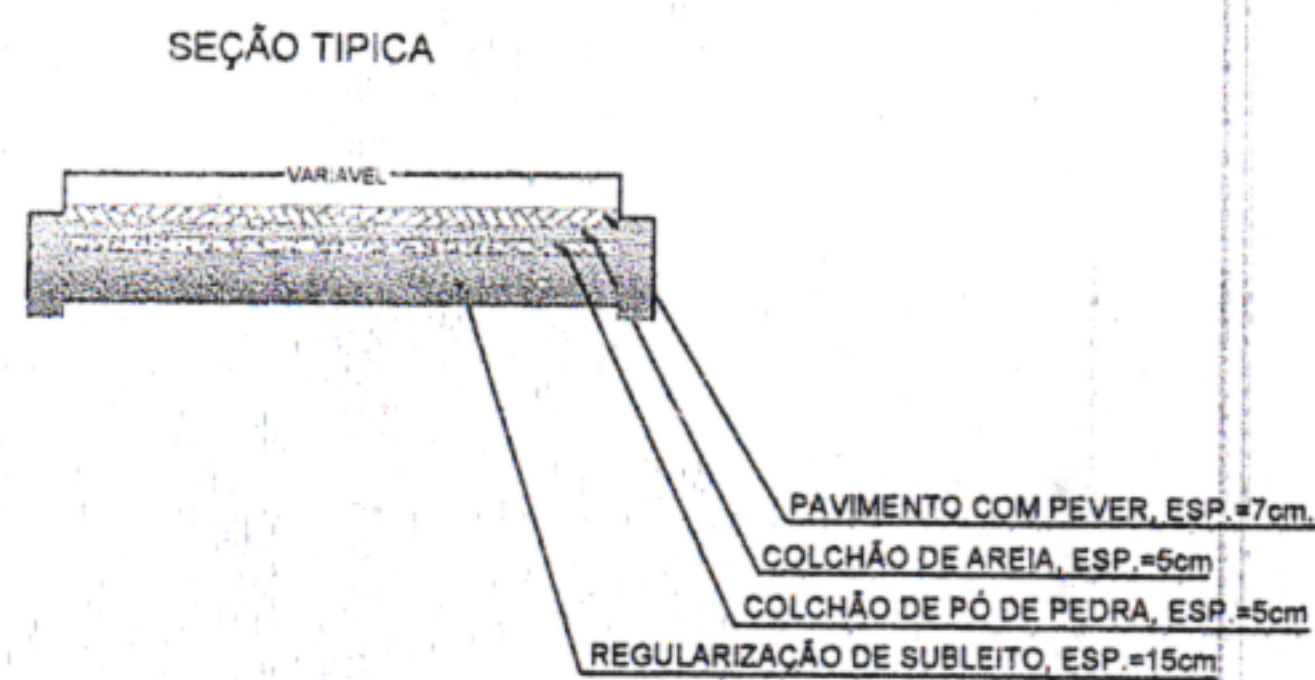 SEÇÃO TIPICA
VARIAVEL
PAVIMENTO COM PEVER, ESP.=7cm.
COLCHÃO DE AREIA, ESP.=5cm
COLCHÃO DE PÓ DE PEDRA, ESP.=5cm
REGULARIZAÇÃO DE SUBLEITO, ESP.=15cm